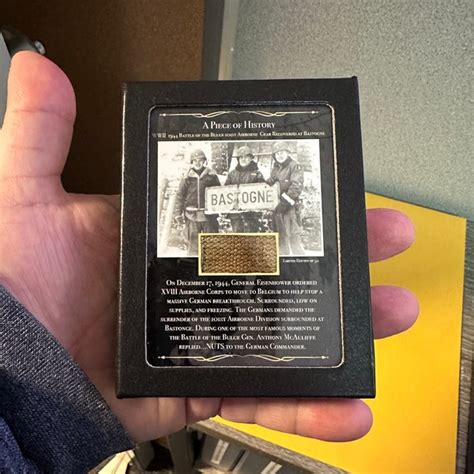 A Piece of History
WWII 1944 Battle of the Bulge 101st Airborne Gear Recovered at Bastogne
BASTOGNE
Limited Edition of 50
On December 17, 1944, General Eisenhower ordered
XVIII Airborne Corps to move to Belgium to help stop a
massive German breakthrough. Surrounded, low on
supplies, and freezing. The Germans demanded the
surrender of the 101st Airborne Division surrounded at
Bastonge. During one of the most famous moments of
the Battle of the Bulge Gen. Anthony McAuliffe
replied...NUTS to the German Commander.